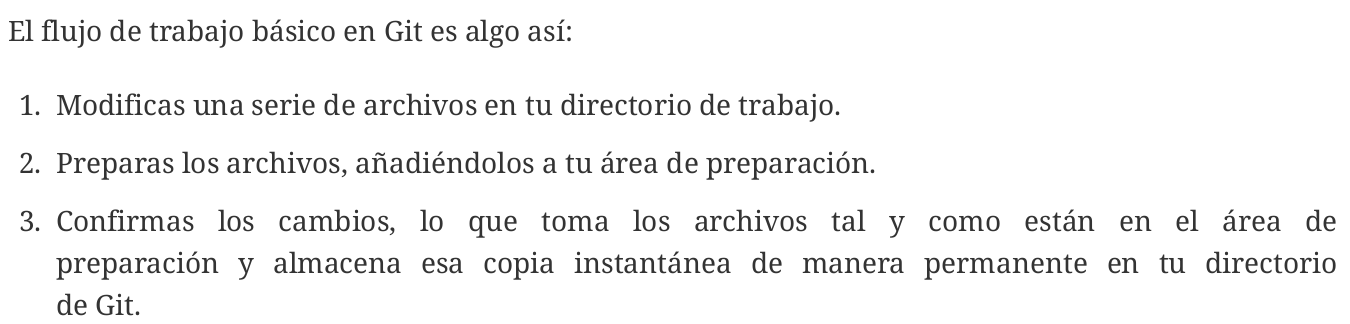 El flujo de trabajo básico en Git es algo así:
1. Modificas una serie de archivos en tu directorio de trabajo.
2. Preparas los archivos, añadiéndolos a tu área de preparación.
3. Confirmas los cambios, lo que toma los archivos tal y como están en el área de
preparación y almacena esa copia instantánea de manera permanente en tu directorio
de Git.